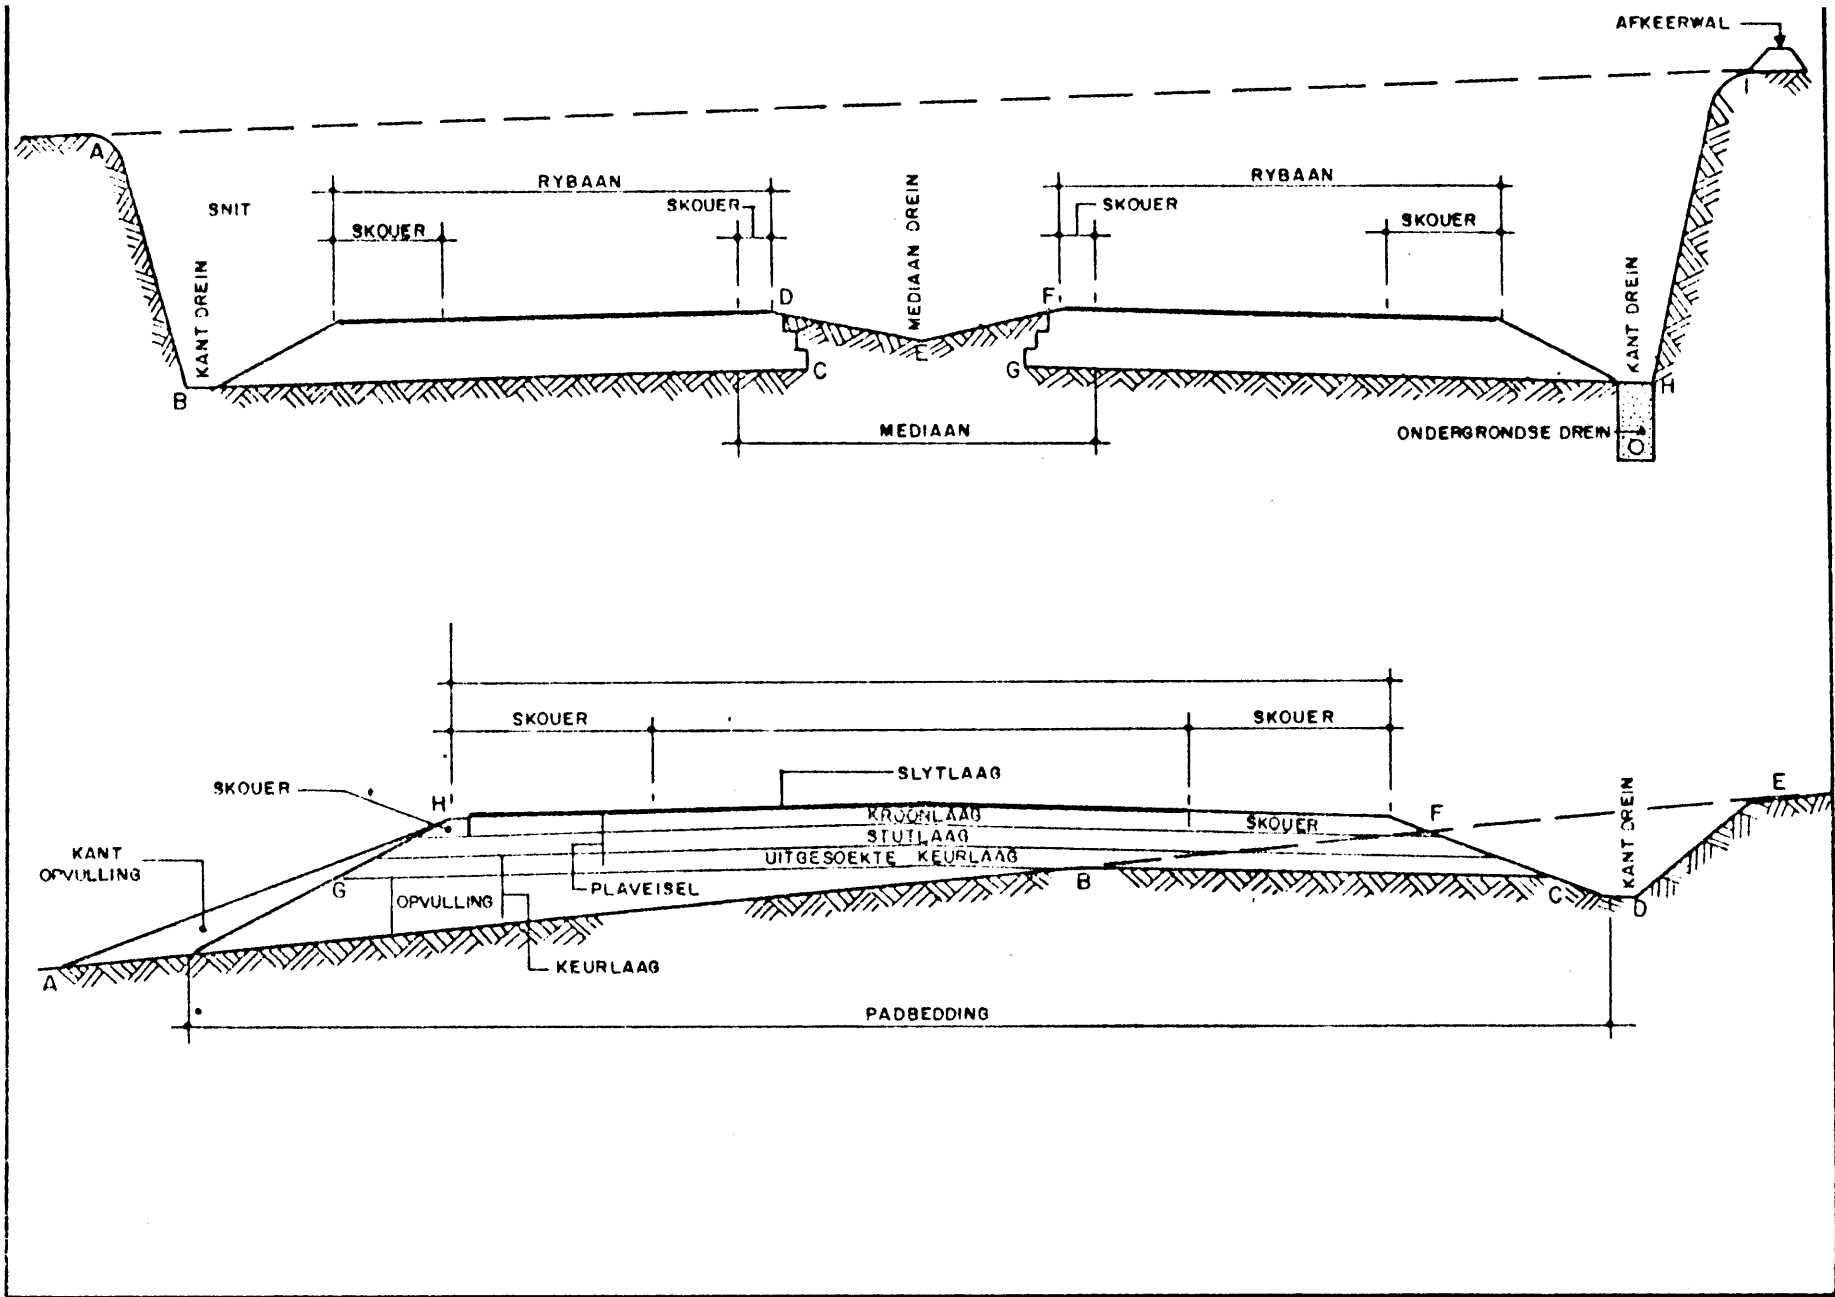 AFKEERWAL
A
I
RYBAAN
RYBAAN
SNIT
SKOUER
SKOUER
MEDIAAN DREIN
SKOUER
SKOUER
KANT DREIN
D
F
KANT DREIN
E
C
G
B
H
MEDIAAN
ONDERGRONDSE DREIN
SKOUER
SKOUER
SLYTLAAG
SKOUER
H
KROONLAAG
SKOUER
F
KANT DREIN
E
STUTLAAG
KANT
OPVULLING
UITGESOEKTE KEURLAAG
G
PLAVEISEL
B
OPVULLING
C
D
KEURLAAG
A
PADBEDDING